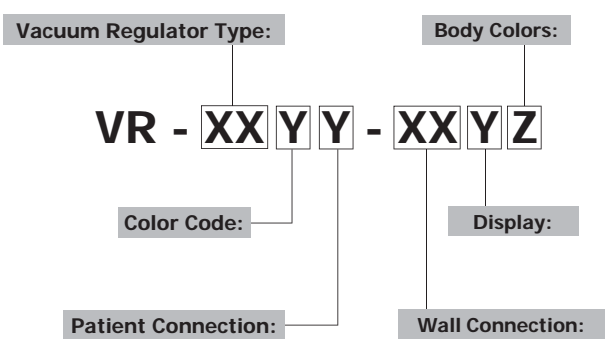 Vacuum Regulator Type:
Body Colors:
VR - XX Y Y - XX Y Z
Color Code:
Display:
Patient Connection:
Wall Connection: